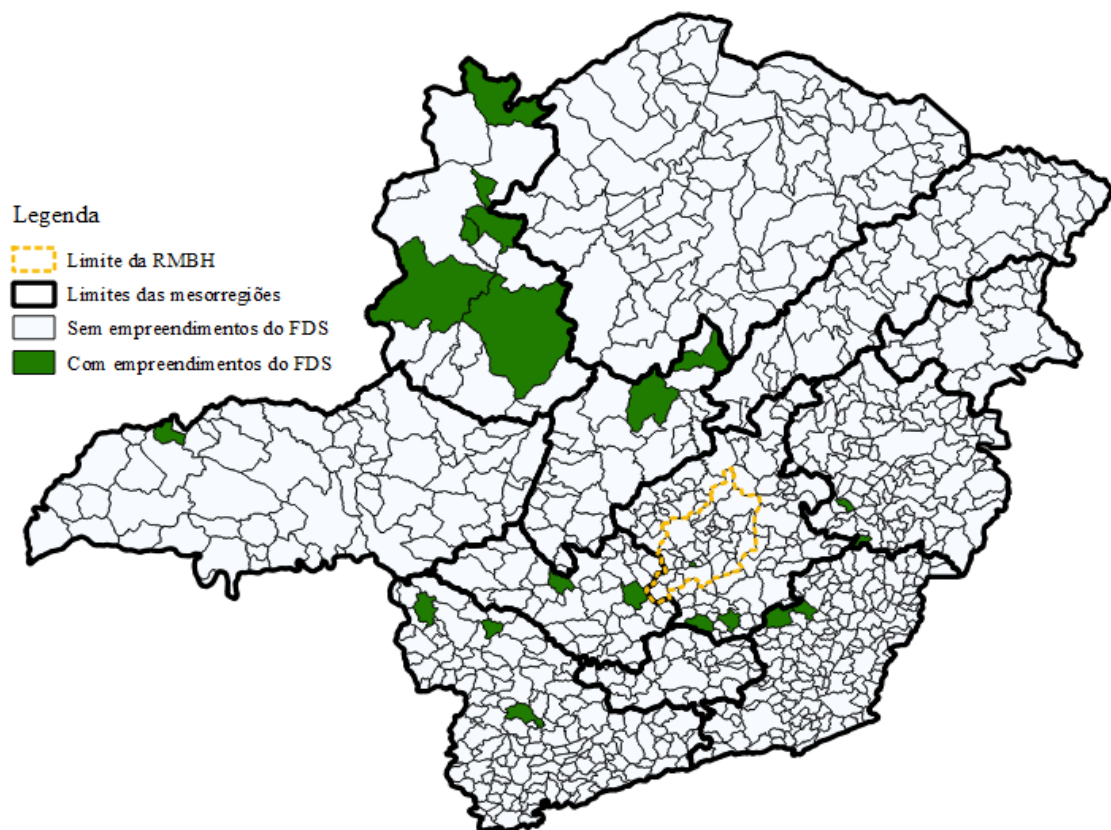 Legenda
Limite da RMBH
Limites das mesorregiões
Sem empreendimentos do FDS
Com empreendimentos do FDS